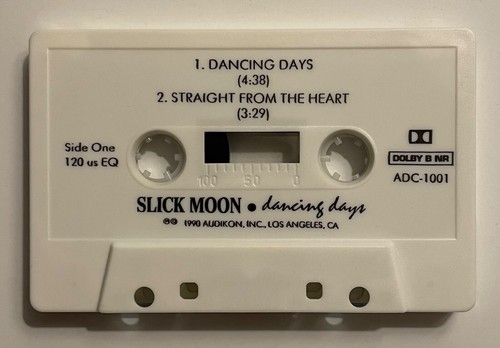 1. DANCING DAYS
(4:38)
2. STRAIGHT FROM THE HEART
(3:29)
Side One
120 us EQ
DOLBY B NR
ADC-1001
100 50 0
SLICK MOON • dancing days
℗© 1990 AUDIKON, INC., LOS ANGELES, CA